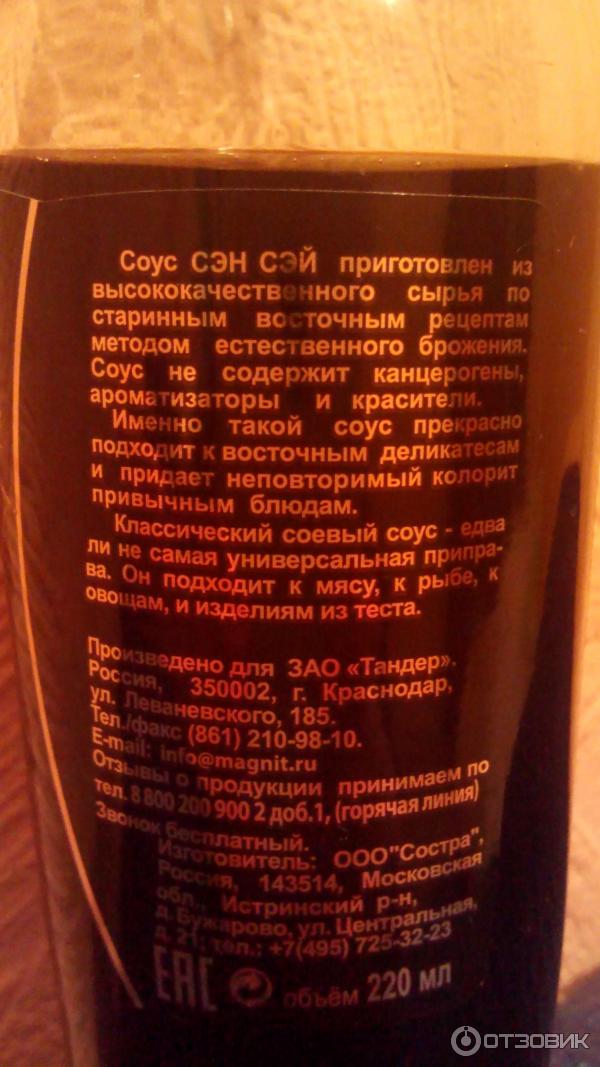 Соус СЭН СЭЙ приготовлен из
высококачественного сырья по
старинным восточным рецептам
методом естественного брожения.
Соус не содержит канцерогены,
ароматизаторы и красители.
Именно такой соус прекрасно
подходит к восточным деликатесам
и придает неповторимый колорит
привычным блюдам.
Классический соевый соус - едва
ли не самая универсальная припра-
ва. Он подходит к мясу, к рыбе, к
овощам, и изделиям из теста.
Произведено для ЗАО «Тандер».
Россия, 350002, г. Краснодар,
ул. Леваневского, 185.
Тел./факс (861) 210-98-10.
E-mail: info@magnit.ru
Отзывы о продукции принимаем по
тел. 8 800 200 900 2 доб.1, (горячая линия)
Звонок бесплатный.
Изготовитель: ООО"Состра",
Россия, 143514, Московская
обл., Истринский р-н,
д. Бужарово, ул. Центральная,
д. 21; тел.: +7(495) 725-32-23
EAC объём 220 мл
ОТЗОВИК